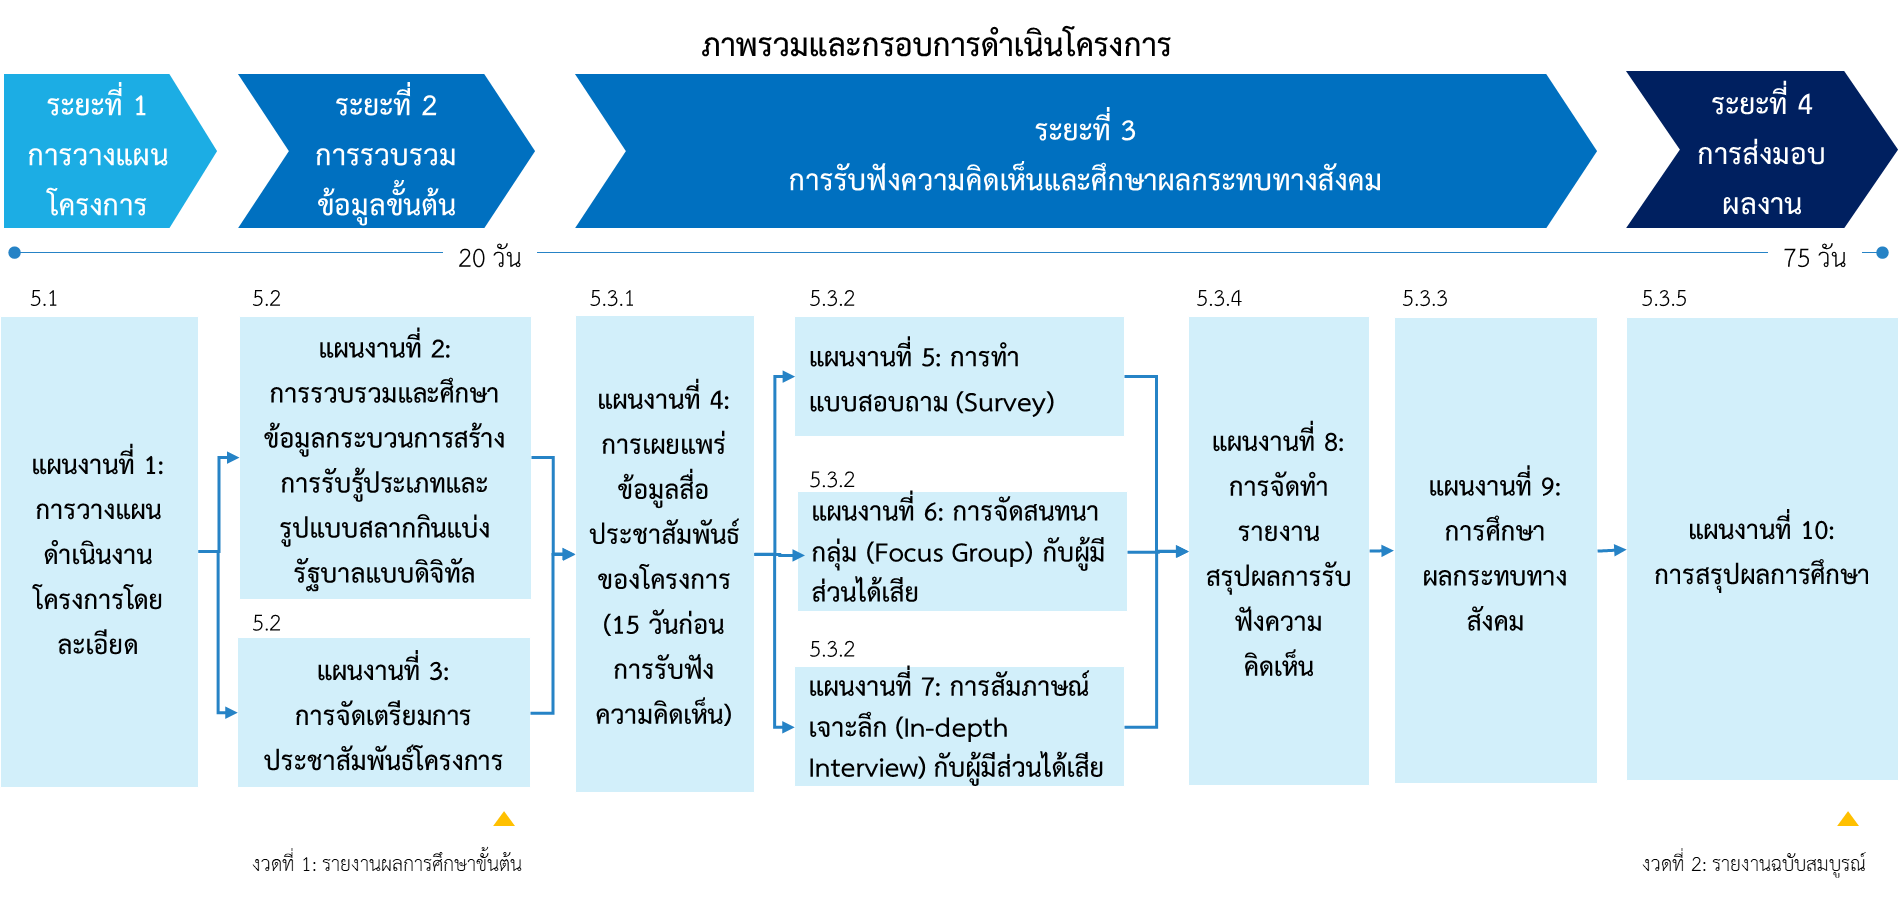 ภาพรวมและกรอบการดำเนินโครงการ
ระยะที่ 1
การวางแผน
โครงการ
ระยะที่ 2
การรวบรวม
ข้อมูลขั้นต้น
ระยะที่ 3
การรับฟังความคิดเห็นและศึกษาผลกระทบทางสังคม
ระยะที่ 4
การส่งมอบ
ผลงาน
20 วัน
75 วัน
5.1
แผนงานที่ 1:
การวางแผน
ดำเนินงาน
โครงการโดย
ละเอียด
5.2
แผนงานที่ 2:
การรวบรวมและศึกษา
ข้อมูลกระบวนการสร้าง
การรับรู้ประเภทและ
รูปแบบสลากกินแบ่ง
รัฐบาลแบบดิจิทัล
5.2
แผนงานที่ 3:
การจัดเตรียมการ
ประชาสัมพันธ์โครงการ
5.3.1
แผนงานที่ 4:
การเผยแพร่
ข้อมูลสื่อ
ประชาสัมพันธ์
ของโครงการ
(15 วันก่อน
การรับฟัง
ความคิดเห็น)
5.3.2
แผนงานที่ 5: การทำ
แบบสอบถาม (Survey)
5.3.2
แผนงานที่ 6: การจัดสนทนา
กลุ่ม (Focus Group) กับผู้มี
ส่วนได้เสีย
5.3.2
แผนงานที่ 7: การสัมภาษณ์
เจาะลึก (In-depth
Interview) กับผู้มีส่วนได้เสีย
5.3.4
แผนงานที่ 8:
การจัดทำ
รายงาน
สรุปผลการรับ
ฟังความ
คิดเห็น
5.3.3
แผนงานที่ 9:
การศึกษา
ผลกระทบทาง
สังคม
5.3.5
แผนงานที่ 10:
การสรุปผลการศึกษา
งวดที่ 1: รายงานผลการศึกษาขั้นต้น
งวดที่ 2: รายงานฉบับสมบูรณ์